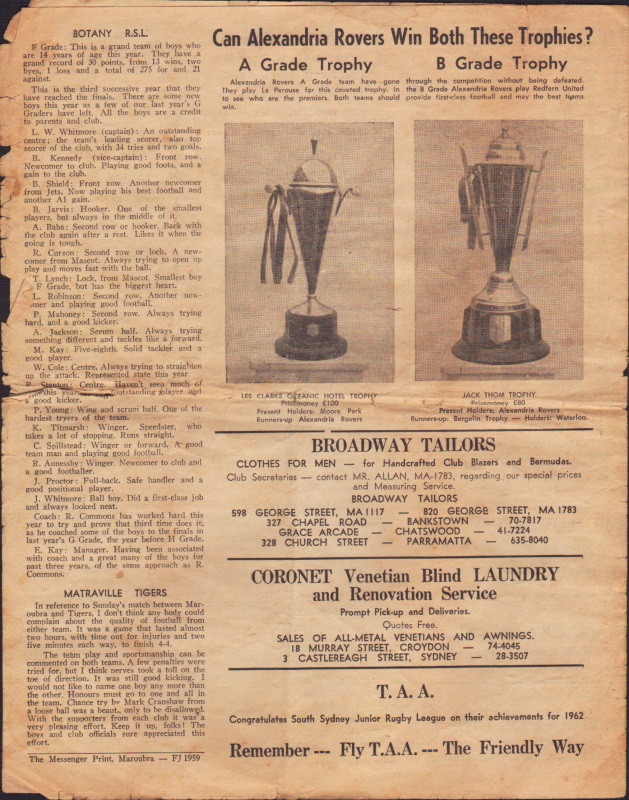 BOTANY R.S.L.
F Grade: This is a grand team of boys who
are 14 years of age this year. They have a
grand record of 30 points, from 13 wins, two
byes, 1 loss and a total of 275 for and 21
against.
This is the third successive year that they
have reached the finals. There are some new
boys this year as a few of our last year's G
Graders have left. All the boys are a credit
to parents and club.
L. W. Whitmore (captain): An outstanding
centre; the team's leading scorer, also top
scorer of the club, with 34 tries and two goals.
B. Kennedy (vice-captain): Front row.
Newcomer to club. Playing good foota, and a
gain to the club.
B. Shield: Front row. Another newcomer
from Jets. Now playing his best football and
another A1 gain.
B. Jarvis: Hooker. One of the smallest
players, but always in the middle of it.
A. Baba: Second row or hooker. Back with
the club again after a rest. Likes it when the
going is tough.
R. Curzon: Second row or lock. A new-
comer from Mascot. Always trying to open up
play and moves fast with the ball.
T. Lynch: Lock, from Mascot. Smallest boy
F Grade, but has the biggest heart.
L. Robinson: Second row. Another new-
comer and playing good football.
P. Mahoney: Second row. Always trying
hard, and a good kicker.
A. Jackson: Scrum half. Always trying
something different and tackles like a forward.
M. Kay: Five-eighth. Solid tackler and a
good player.
W. Cole: Centre. Always trying to straighten
up the attack. Represented state this year.
R. Stanton: Centre. Haven't seen much of
this year. outstanding player and
a good kicker.
P. Young: Wing and scrum half. One of the
hardest tryers of the team.
K. Titmarsh: Winger. Speedster, who
takes a lot of stopping. Runs straight.
C. Spillstead: Winger or forward. A good
team man and playing good football.
R. Annessby: Winger. Newcomer to club and
a good footballer.
J. Proctor: Full-back. Safe handler and a
good positional player.
J. Whitmore: Ball boy. Did a first-class job
and always looked neat.
Coach: R. Commons has worked hard this
year to try and prove that third time does it,
as he coached some of the boys to the finals in
last year's G Grade, the year before H Grade.
E. Kay: Manager. Having been associated
with coach and a great many of the boys for
past three years, of the same approach as R.
Commons.
MATRAVILLE TIGERS
In reference to Sunday's match between Mar-
oubra and Tigers, I don't think any body could
complain about the quality of football from
either team. It was a game that lasted almost
two hours, with time out for injuries and two
five minutes each way, to finish 4-4.
The team play and sportsmanship can be
commented on both teams. A few penalties were
tried for, but I think nerves took a toll on the
toe of direction. It was still good kicking. I
would not like to name one boy any more than
the other. Honours must go to one and all in
the team. Chance try by Mark Cranshaw from
a loose ball was a beaut, only to be disallowed.
With the supporters from each club it was a
very pleasing effort. Keep it up, folks! The
boys and club officials sure appreciated this
effort.
The Messenger Print, Maroubra — FJ 1959
Can Alexandria Rovers Win Both These Trophies?
A Grade Trophy
Alexandria Rovers A Grade team have gone
They play La Perouse for this coveted trophy. In
to see who are the premiers. Both teams should
win.
B Grade Trophy
through the competition without being defeated.
the B Grade Alexandria Rovers play Redfern United
provide first-class football and may the best teams
LES CLARKE OCEANIC HOTEL TROPHY
Prizemoney £100
Present Holders: Moore Park
Runners-up Alexandria Rovers
JACK THOM TROPHY
Prizemoney £80
Present Holders: Alexandria Rovers
Runners-up: Bergelin Trophy — Holders: Waterloo.
BROADWAY TAILORS
CLOTHES FOR MEN — for Handcrafted Club Blazers and Bermudas.
Club Secretaries — contact MR. ALLAN, MA-1783, regarding our special prices
and Measuring Service.
BROADWAY TAILORS
598 GEORGE STREET, MA1117 — 820 GEORGE STREET, MA 1783
327 CHAPEL ROAD — BANKSTOWN — 70-7817
GRACE ARCADE — CHATSWOOD — 41-7224
328 CHURCH STREET — PARRAMATTA — 635-8040
CORONET Venetian Blind LAUNDRY
and Renovation Service
Prompt Pick-up and Deliveries.
Quotes Free.
SALES OF ALL-METAL VENETIANS AND AWNINGS.
18 MURRAY STREET, CROYDON — 74-4045
3 CASTLEREAGH STREET, SYDNEY — 28-3507
T. A. A.
Congratulates South Sydney Junior Rugby League on their achievements for 1962
Remember --- Fly T.A.A. --- The Friendly Way